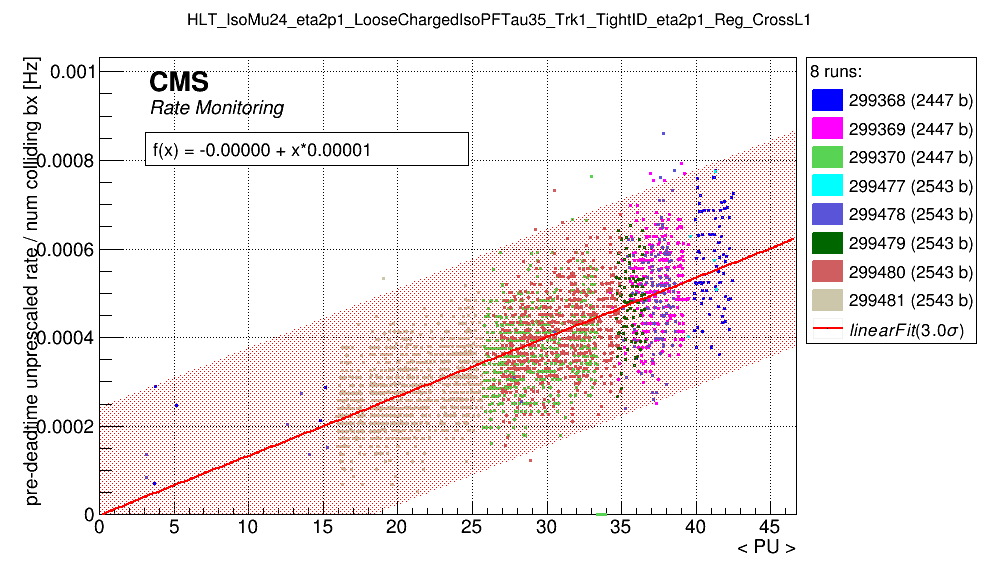 HLT_IsoMu24_eta2p1_LooseChargedIsoPFTau35_Trk1_TightID_eta2p1_Reg_CrossL1
pre-deadtime unprescaled rate / num colliding bx [Hz]
0.001
0.0008
0.0006
0.0004
0.0002
0
CMS
Rate Monitoring
f(x) = -0.00000 + x*0.00001
0 5 10 15 20 25 30 35 40 45
< PU >
8 runs:
299368 (2447 b)
299369 (2447 b)
299370 (2447 b)
299477 (2543 b)
299478 (2543 b)
299479 (2543 b)
299480 (2543 b)
299481 (2543 b)
linearFit(3.0σ)